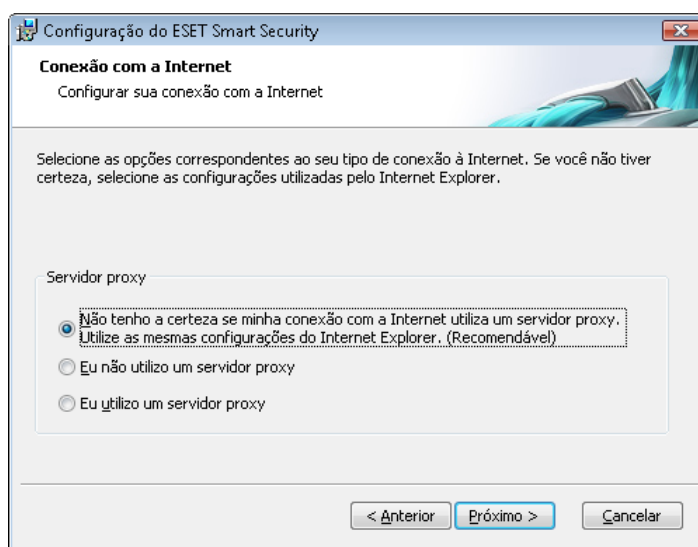 Configuração do ESET Smart Security
Conexão com a Internet
Configurar sua conexão com a Internet
Selecione as opções correspondentes ao seu tipo de conexão à Internet. Se você não tiver
certeza, selecione as configurações utilizadas pelo Internet Explorer.
Servidor proxy
Não tenho a certeza se minha conexão com a Internet utiliza um servidor proxy.
Utilize as mesmas configurações do Internet Explorer. (Recomendável)
Eu não utilizo um servidor proxy
Eu utilizo um servidor proxy
< Anterior
Próximo >
Cancelar